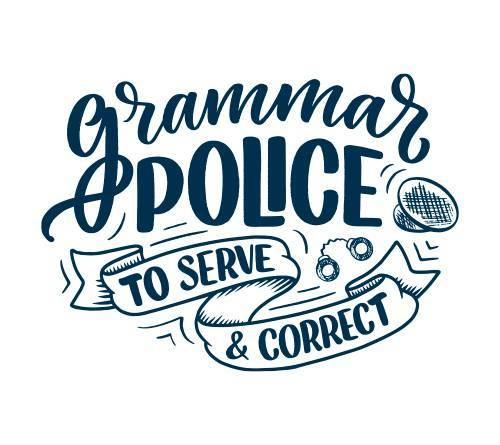 grammar
POLICE
TO SERVE
& CORRECT